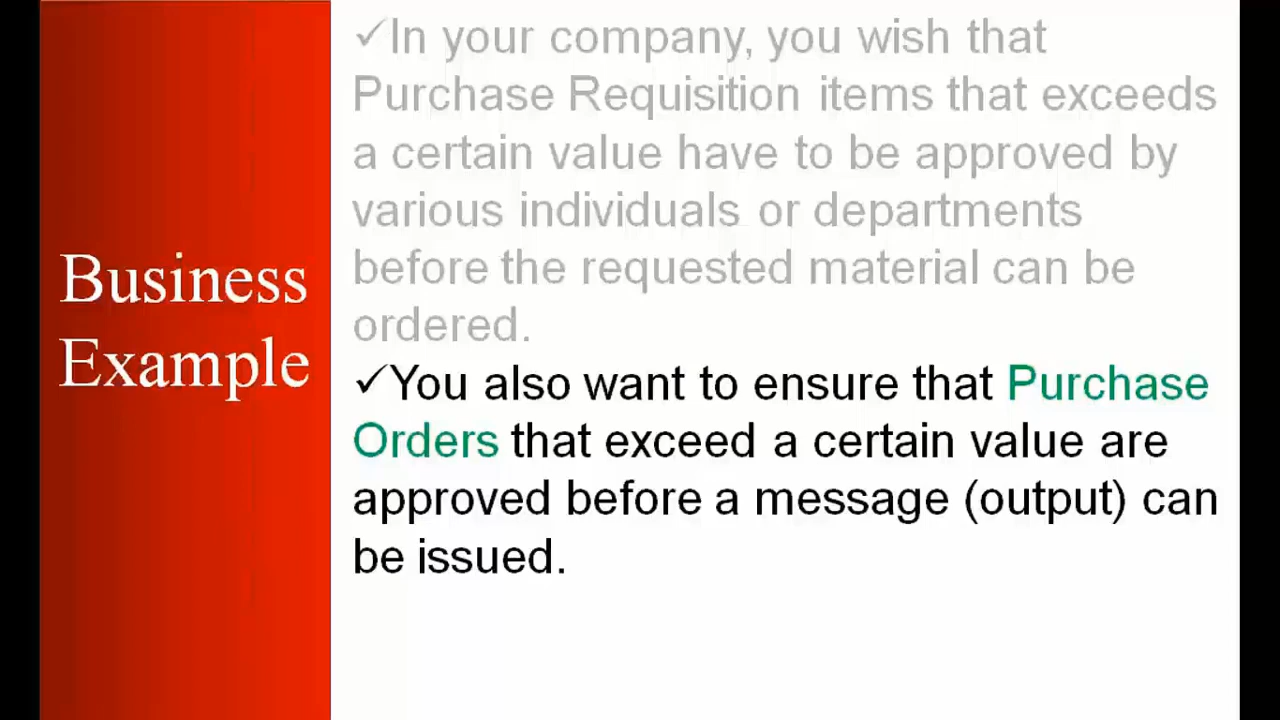 Business
Example
✓In your company, you wish that
Purchase Requisition items that exceeds
a certain value have to be approved by
various individuals or departments
before the requested material can be
ordered.
✓You also want to ensure that Purchase
Orders that exceed a certain value are
approved before a message (output) can
be issued.